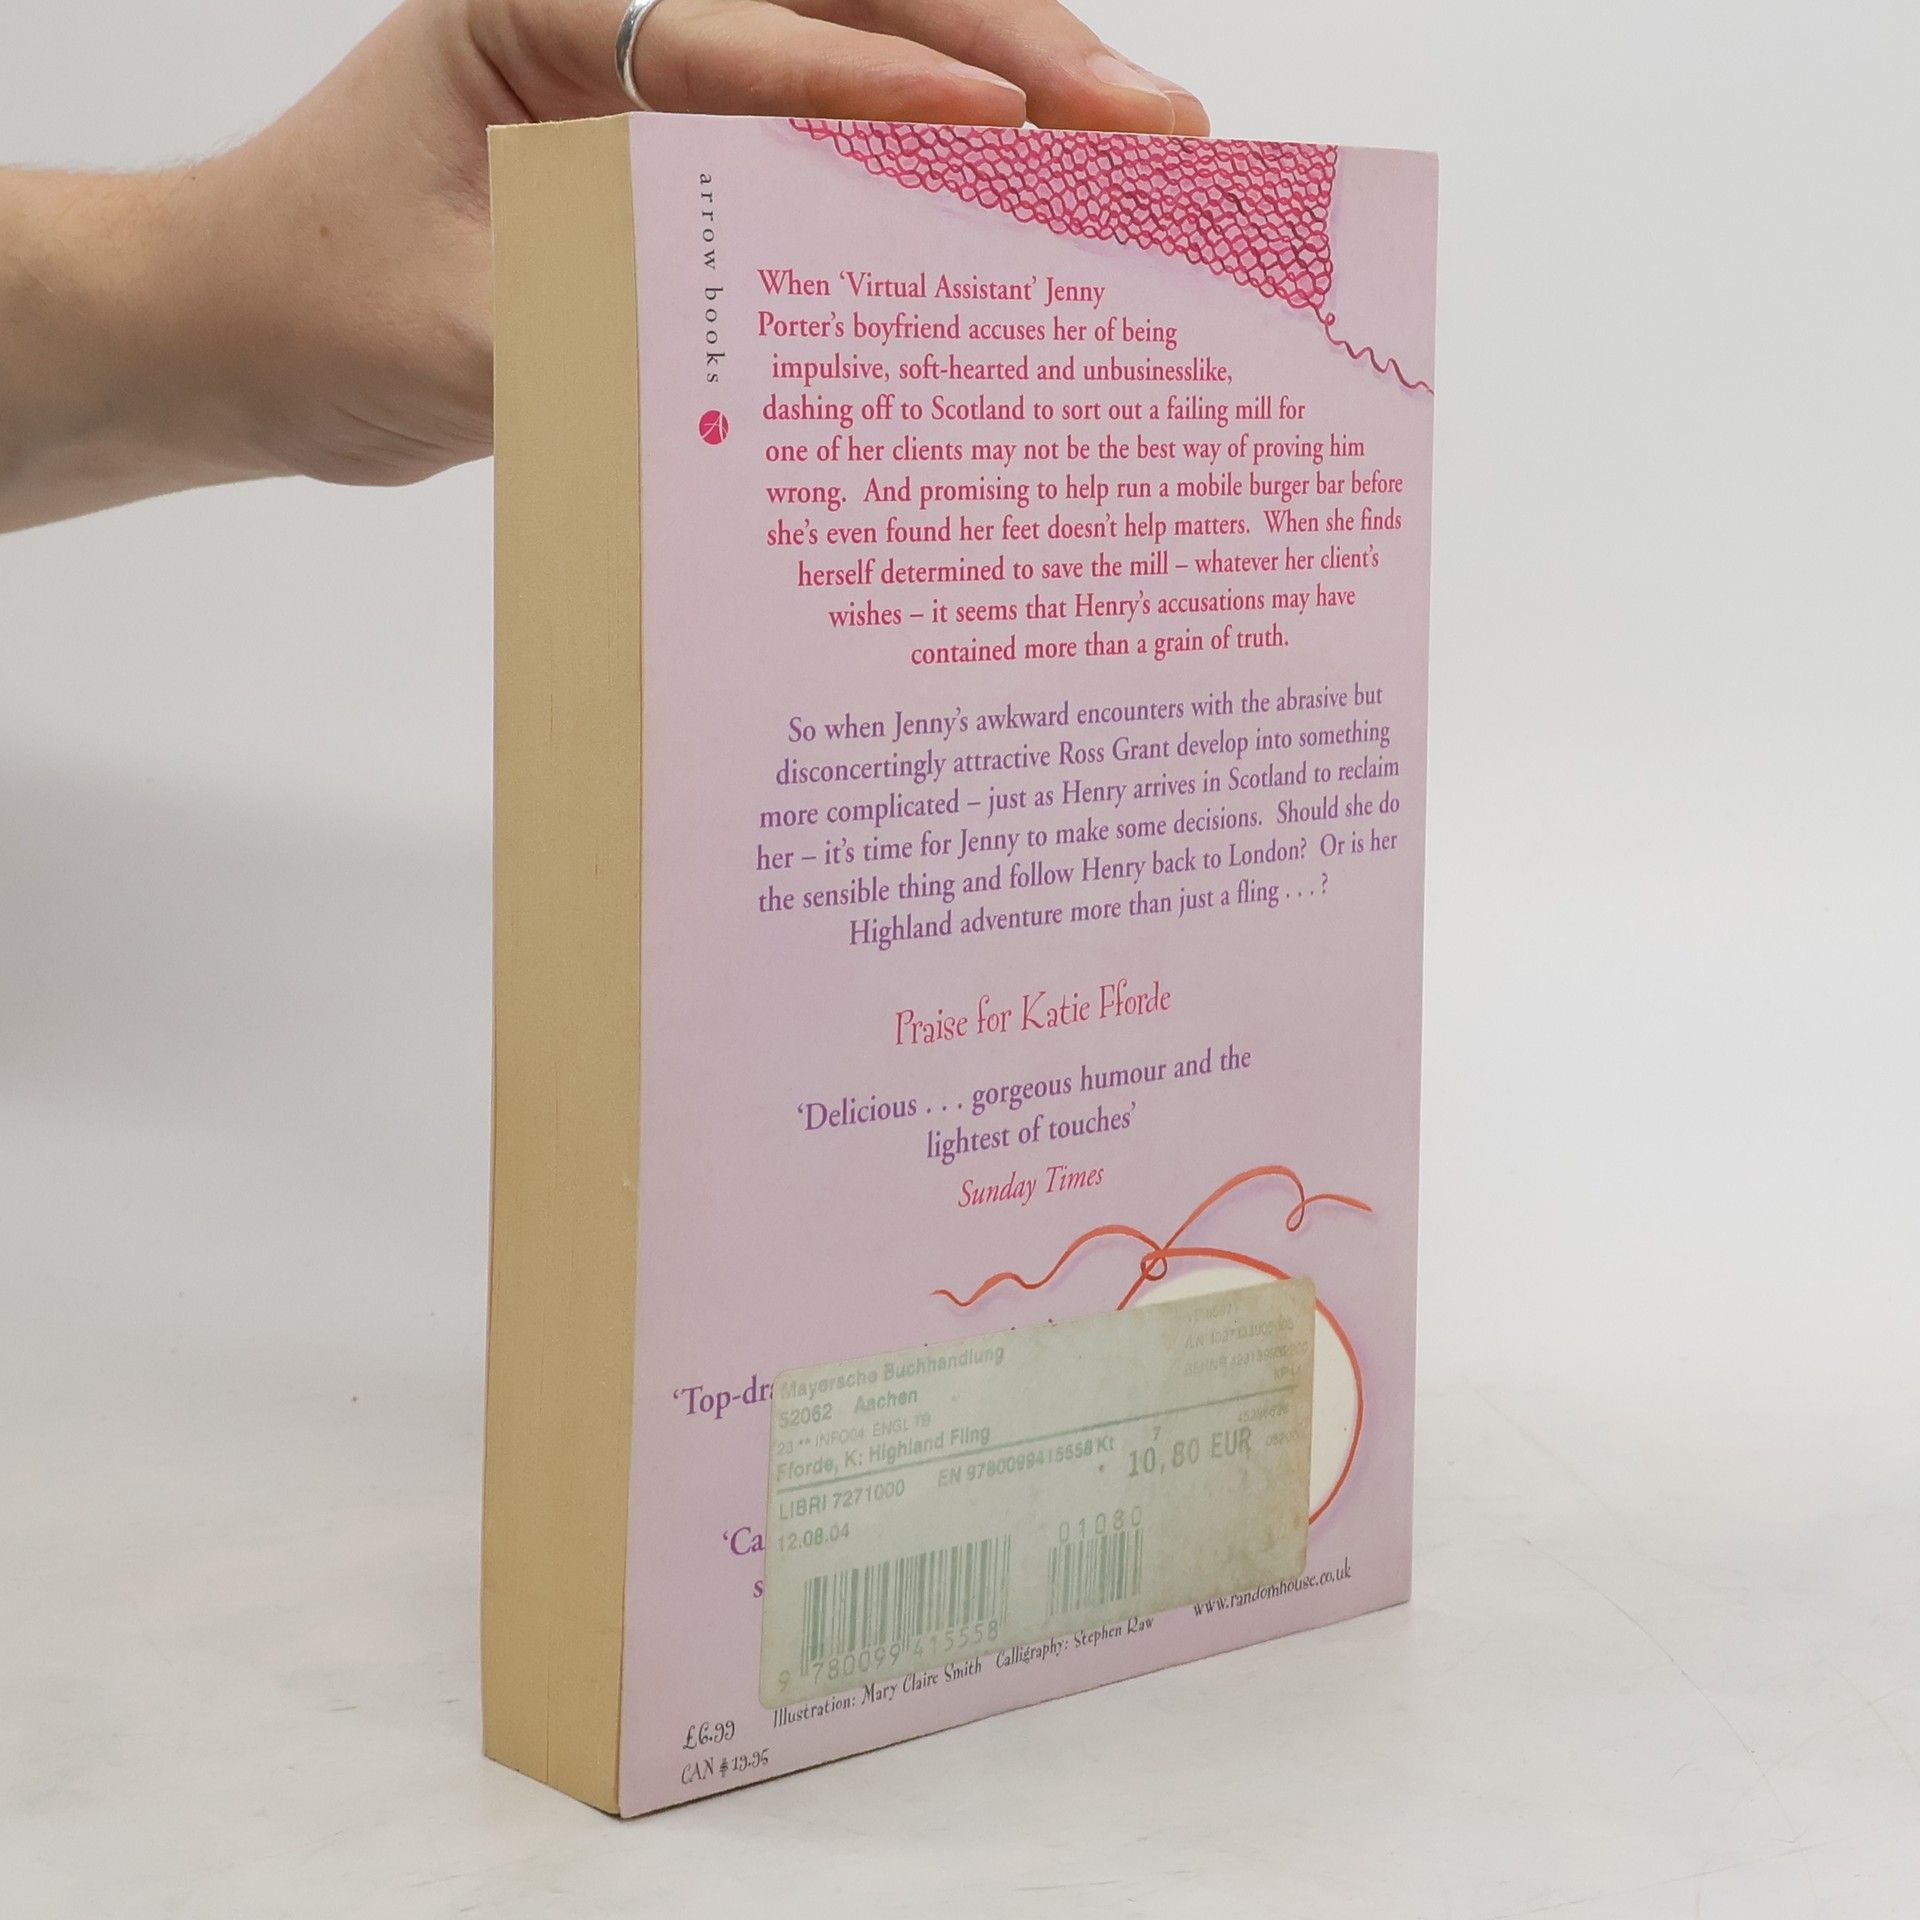 arrow books
When ‘Virtual Assistant’ Jenny
Porter’s boyfriend accuses her of being
impulsive, soft-hearted and unbusinesslike,
dashing off to Scotland to sort out a failing mill for
one of her clients may not be the best way of proving him
wrong. And promising to help run a mobile burger bar before
she’s even found her feet doesn’t help matters. When she finds
herself determined to save the mill – whatever her client’s
wishes – it seems that Henry’s accusations may have
contained more than a grain of truth.
So when Jenny’s awkward encounters with the abrasive but
disconcertingly attractive Ross Grant develop into something
more complicated – just as Henry arrives in Scotland to reclaim
her – it’s time for Jenny to make some decisions. Should she do
the sensible thing and follow Henry back to London? Or is her
Highland adventure more than just a fling . . . ?
Praise for Katie Fforde
‘Delicious . . . gorgeous humour and the
lightest of touches’
Sunday Times
‘Top-dr
Mayersche Buchhandlung
52062 Aachen
23 ** INFO04 ENGL TB
Fforde, K: Highland Fling
EN 9780099415558 Kt
7
10,80 EUR
LIBRI 7271000
12.08.04
01080
‘Ca
s
9 780099 415558
Illustration: Mary Claire Smith Calligraphy: Stephen Raw
www.randomhouse.co.uk
£6.99
CAN $19.95